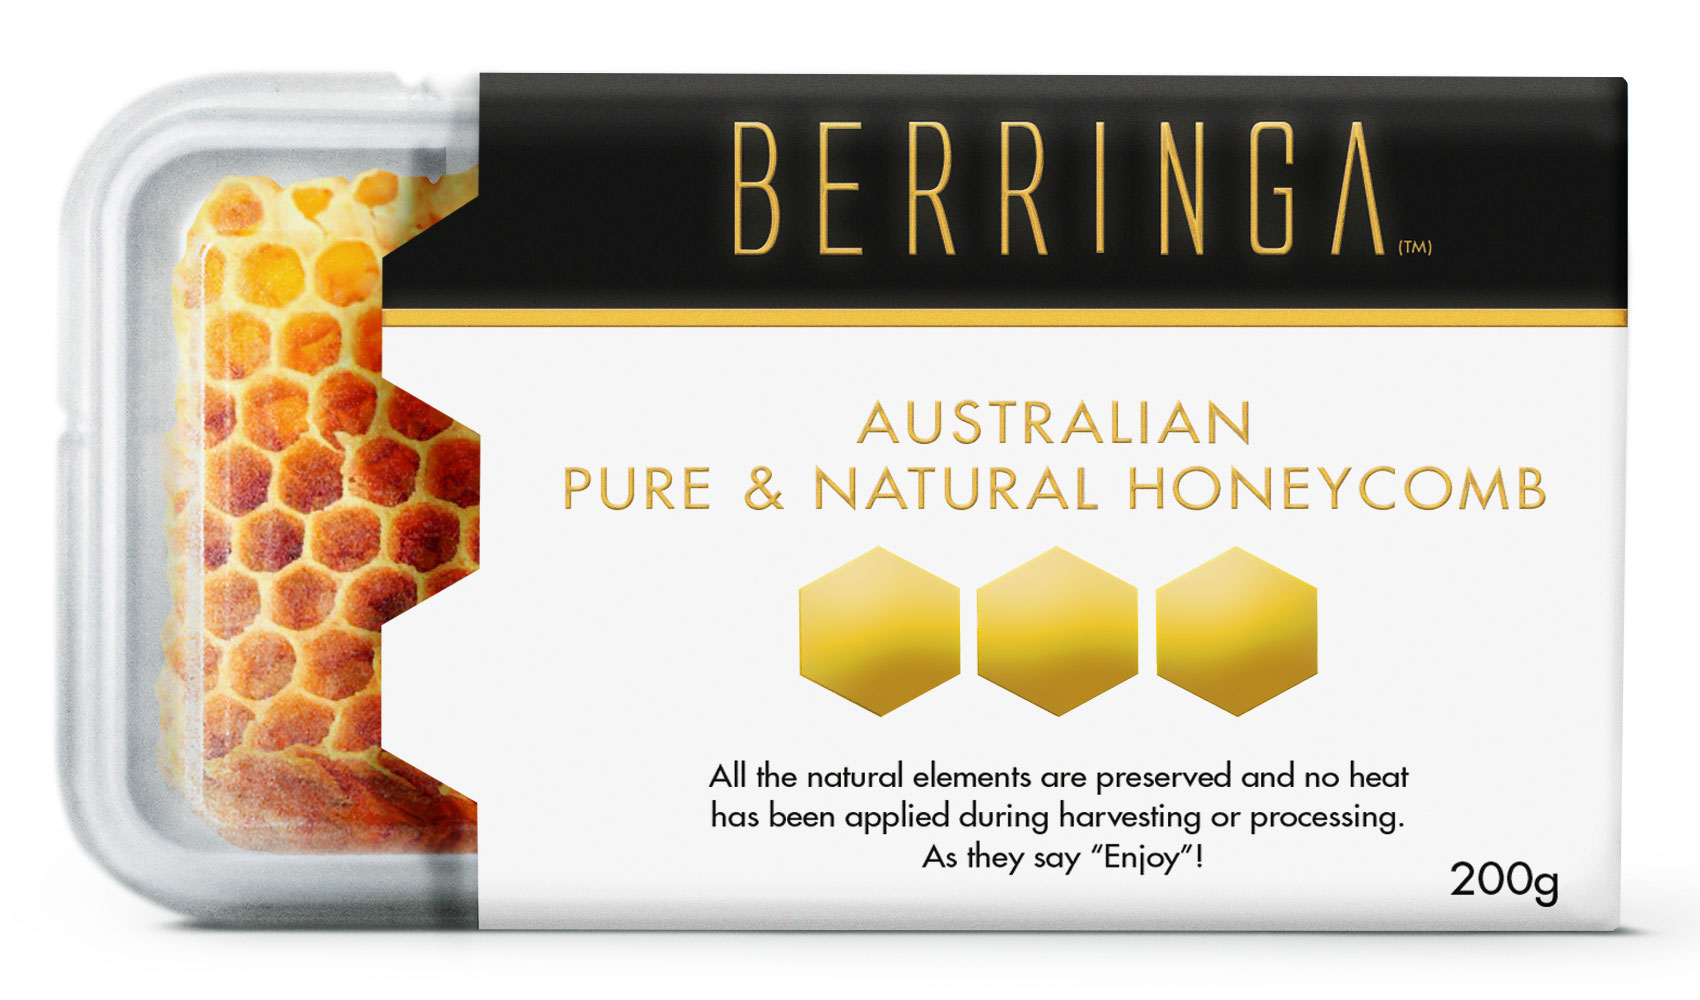 BERRINGA(TM)
AUSTRALIAN
PURE & NATURAL HONEYCOMB
All the natural elements are preserved and no heat
has been applied during harvesting or processing.
As they say “Enjoy”!
200g